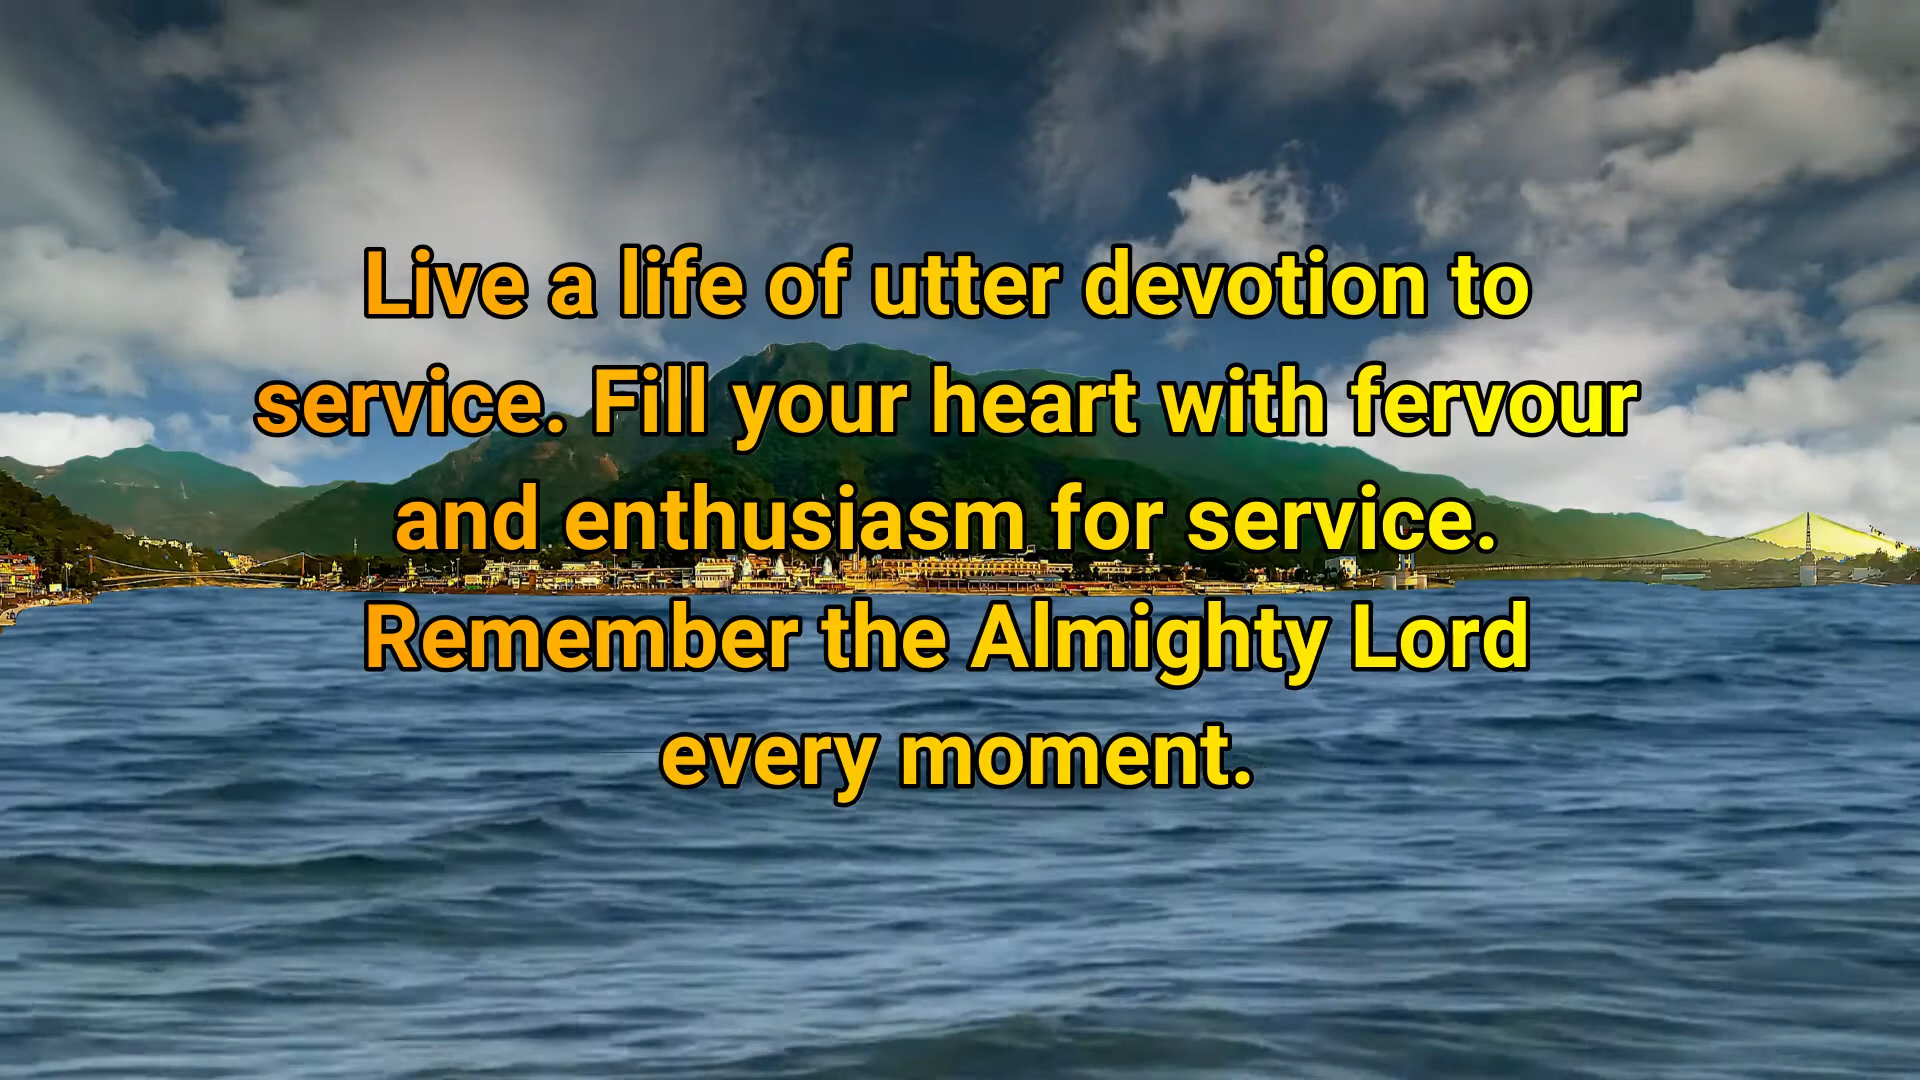 Live a life of utter devotion to
service. Fill your heart with fervour
and enthusiasm for service.
Remember the Almighty Lord
every moment.